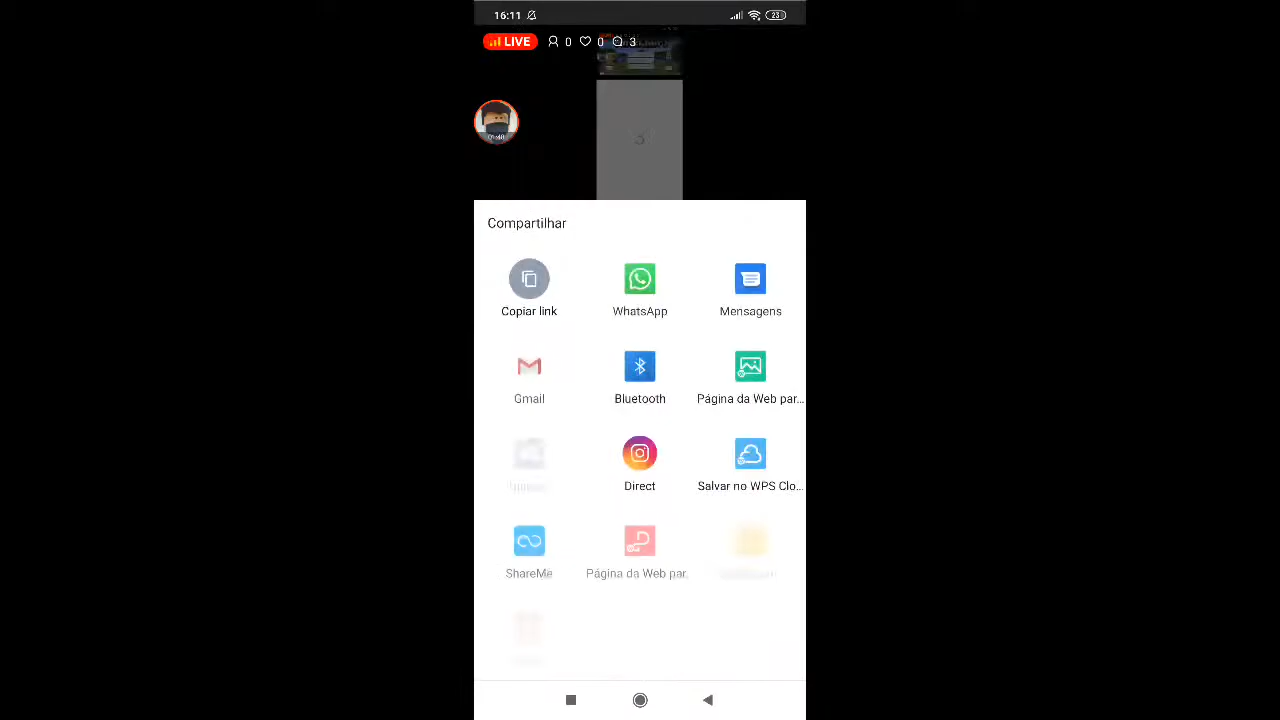 16:11
23
LIVE 0 0 3
Compartilhar
Copiar link
WhatsApp
Mensagens
Gmail
Bluetooth
Página da Web par...
Direct
Salvar no WPS Clo...
ShareMe
Página da Web par.